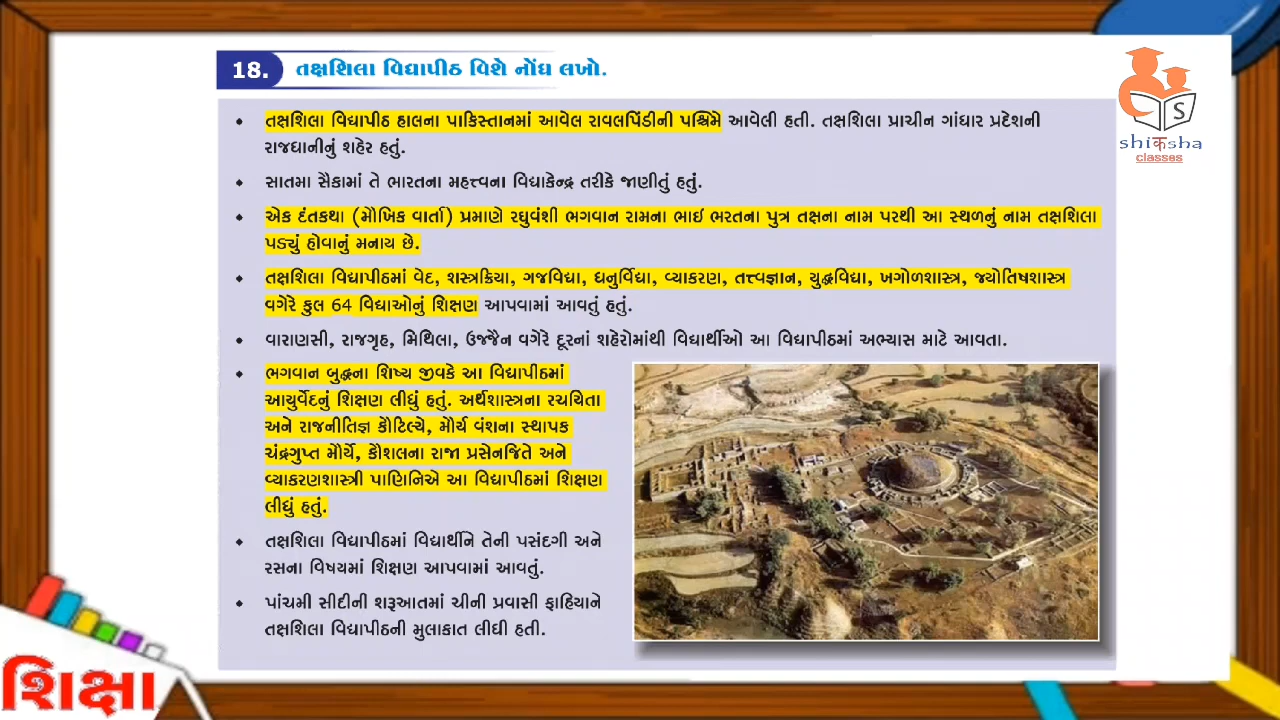 18. તક્ષશિલા વિદ્યાપીઠ વિશે નોંધ લખો.
• તક્ષશિલા વિદ્યાપીઠ હાલના પાકિસ્તાનમાં આવેલ રાવલપિંડીની પશ્ચિમે આવેલી હતી. તક્ષશિલા પ્રાચીન ગાંધાર પ્રદેશની
રાજધાનીનું શહેર હતું.
• સાતમા સૈકામાં તે ભારતના મહત્ત્વના વિદ્યાકેન્દ્ર તરીકે જાણીતું હતું.
• એક દંતકથા (મૌખિક વાર્તા) પ્રમાણે રઘુવંશી ભગવાન રામના ભાઈ ભરતના પુત્ર તક્ષના નામ પરથી આ સ્થળનું નામ તક્ષશિલા
પડ્યું હોવાનું મનાય છે.
• તક્ષશિલા વિદ્યાપીઠમાં વેદ, શસ્ત્રક્રિયા, ગજવિદ્યા, ધનુર્વિદ્યા, વ્યાકરણ, તત્ત્વજ્ઞાન, યુદ્ધવિદ્યા, ખગોળશાસ્ત્ર, જ્યોતિષશાસ્ત્ર
વગેરે કુલ 64 વિદ્યાઓનું શિક્ષણ આપવામાં આવતું હતું.
• વારાણસી, રાજગૃહ, મિથિલા, ઉજ્જૈન વગેરે દૂરનાં શહેરોમાંથી વિદ્યાર્થીઓ આ વિદ્યાપીઠમાં અભ્યાસ માટે આવતા.
• ભગવાન બુદ્ધના શિષ્ય જીવકે આ વિદ્યાપીઠમાં
આયુર્વેદનું શિક્ષણ લીધું હતું. અર્થશાસ્ત્રના રચયિતા
અને રાજનીતિજ્ઞ કૌટિલ્યે, મૌર્ય વંશના સ્થાપક
ચંદ્રગુપ્ત મૌર્યે, કૌશલના રાજા પ્રસેનજિતે અને
વ્યાકરણશાસ્ત્રી પાણિનિએ આ વિદ્યાપીઠમાં શિક્ષણ
લીધું હતું.
• તક્ષશિલા વિદ્યાપીઠમાં વિદ્યાર્થીને તેની પસંદગી અને
રસના વિષયમાં શિક્ષણ આપવામાં આવતું.
• પાંચમી સીદીની શરૂઆતમાં ચીની પ્રવાસી ફાહિયાને
તક્ષશિલા વિદ્યાપીઠની મુલાકાત લીધી હતી.
S
shiक्sha
classes
શિક્ષા